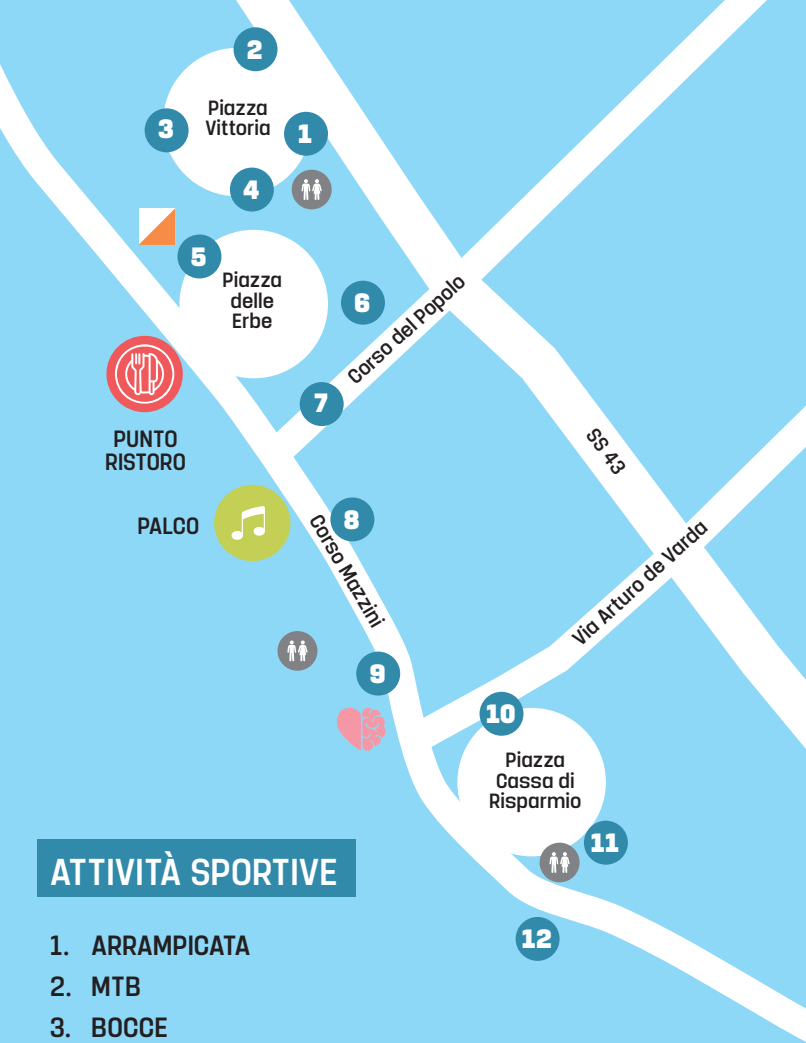 2
Piazza
Vittoria
3
1
4
5
Piazza
delle
Erbe
6
Corso del Popolo
7
PUNTO
RISTORO
SS 43
PALCO
8
Corso Mazzini
Via Arturo de Varda
9
10
Piazza
Cassa di
Risparmio
11
12
ATTIVITÀ SPORTIVE
1. ARRAMPICATA
2. MTB
3. BOCCE